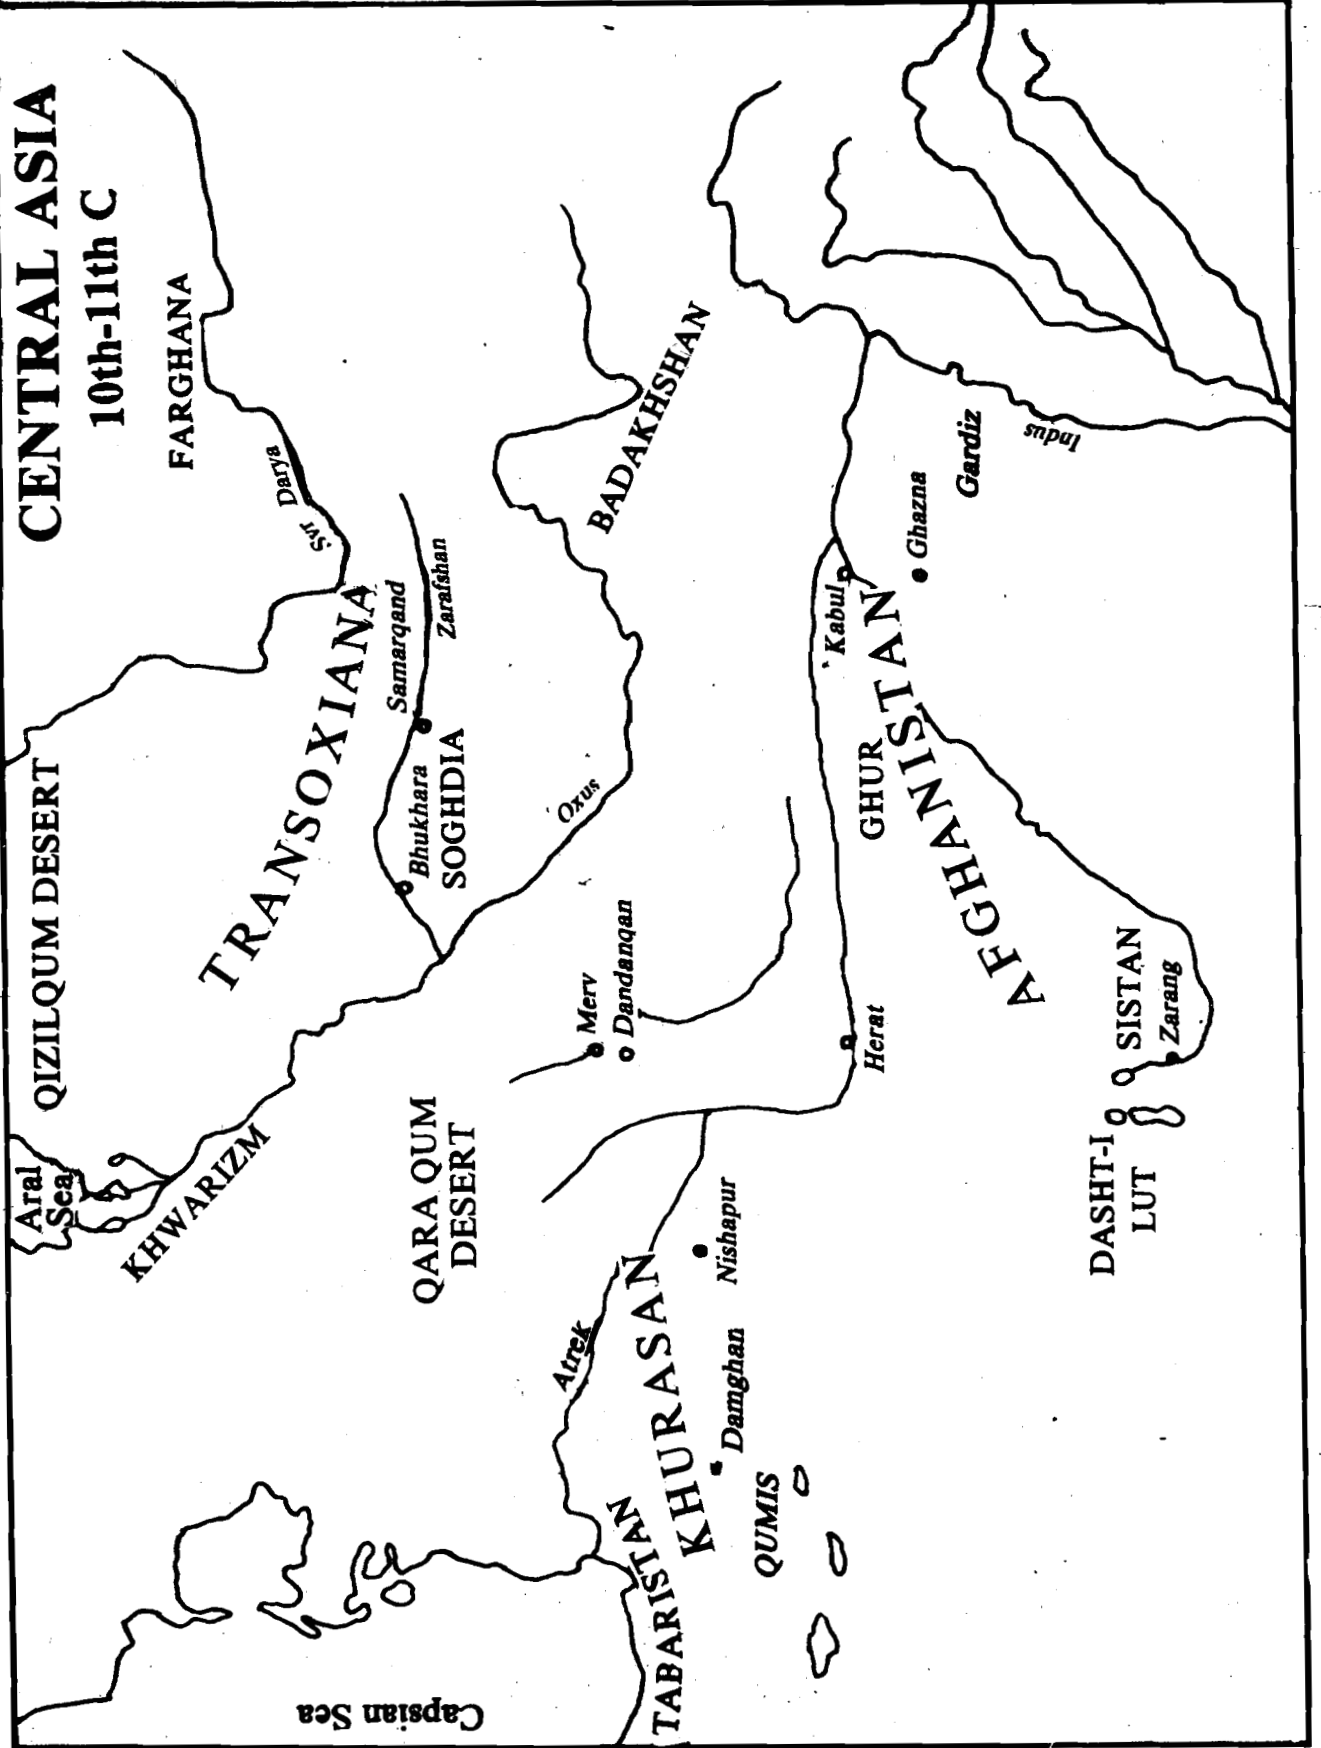 CENTRAL ASIA
10th-11th C
Aral
Sea
QIZILQUM DESERT
FARGHANA
Syr Darya
KHWARIZM
TRANSOXIANA
Samarqand
Zarafshan
Bhukhara
SOGHDIA
QARA QUM
DESERT
Oxus
BADAKHSHAN
Capsian Sea
Atrek
Merv
Dandanqan
TABARISTAN
KHURASAN
Nishapur
Damghan
QUMIS
Herat
GHUR
Kabul
AFGHANISTAN
Ghazna
Gardiz
Indus
DASHT-I
LUT
SISTAN
Zarang